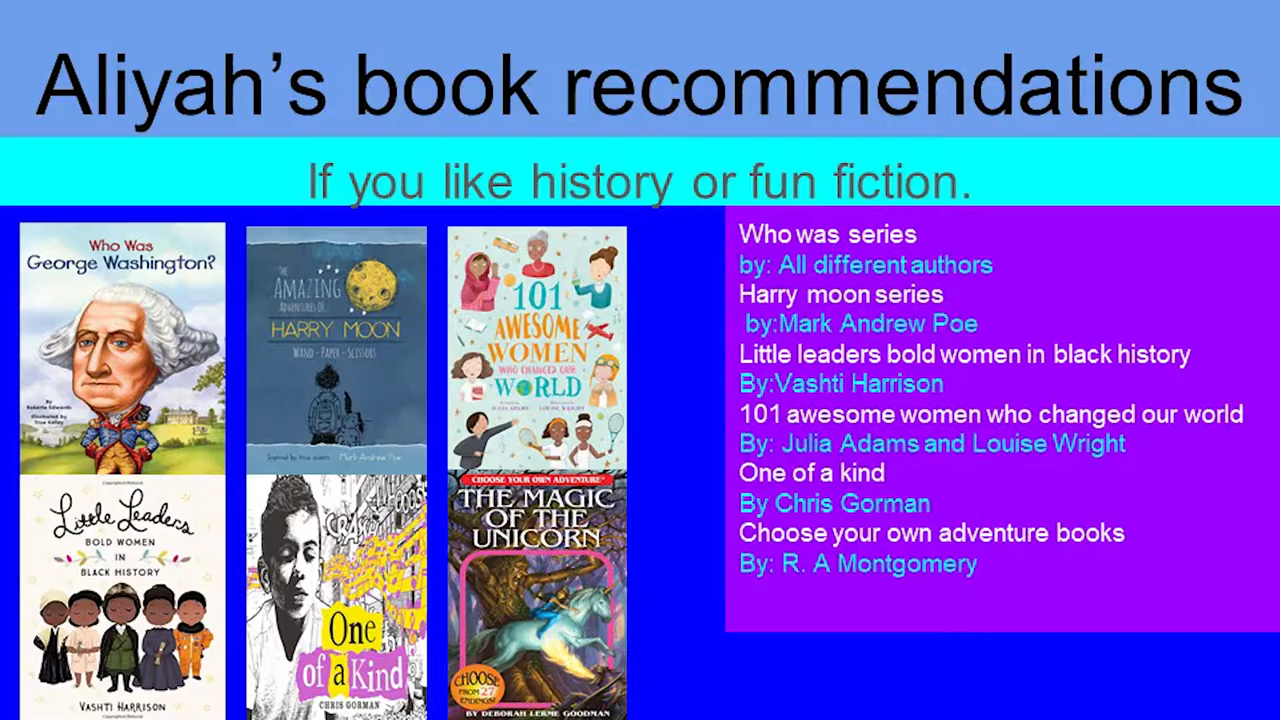 Aliyah's book recommendations
If you like history or fun fiction.
Who Was
George Washington?
By
Roberta Edwards
Illustrated by
True Kelley
THE
AMAZING
ADVENTURES OF
HARRY MOON
WAND - PAPER - SCISSORS
Inspired by true events Mark Andrew Poe
101
AWESOME
WOMEN
WHO CHANGED OUR
WORLD
JULIA ADAMS LOUISE WRIGHT
Little Leaders
BOLD WOMEN
IN
BLACK HISTORY
VASHTI HARRISON
One
of a Kind
CHRIS GORMAN
CHOOSE YOUR OWN ADVENTURE
THE MAGIC
OF THE
UNICORN
CHOOSE
FROM 27
ENDINGS!
BY DEBORAH LERME GOODMAN
Who was series
by: All different authors
Harry moon series
by:Mark Andrew Poe
Little leaders bold women in black history
By:Vashti Harrison
101 awesome women who changed our world
By: Julia Adams and Louise Wright
One of a kind
By Chris Gorman
Choose your own adventure books
By: R. A Montgomery